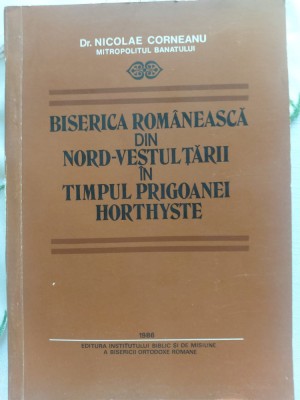 Dr. NICOLAE CORNEANU
MITROPOLITUL BANATULUI
BISERICA ROMÂNEASCĂ
DIN
NORD-VESTUL ȚĂRII
ÎN
TIMPUL PRIGOANEI
HORTHYSTE
1986
EDITURA INSTITUTULUI BIBLIC ȘI DE MISIUNE
A BISERICII ORTODOXE ROMÂNE